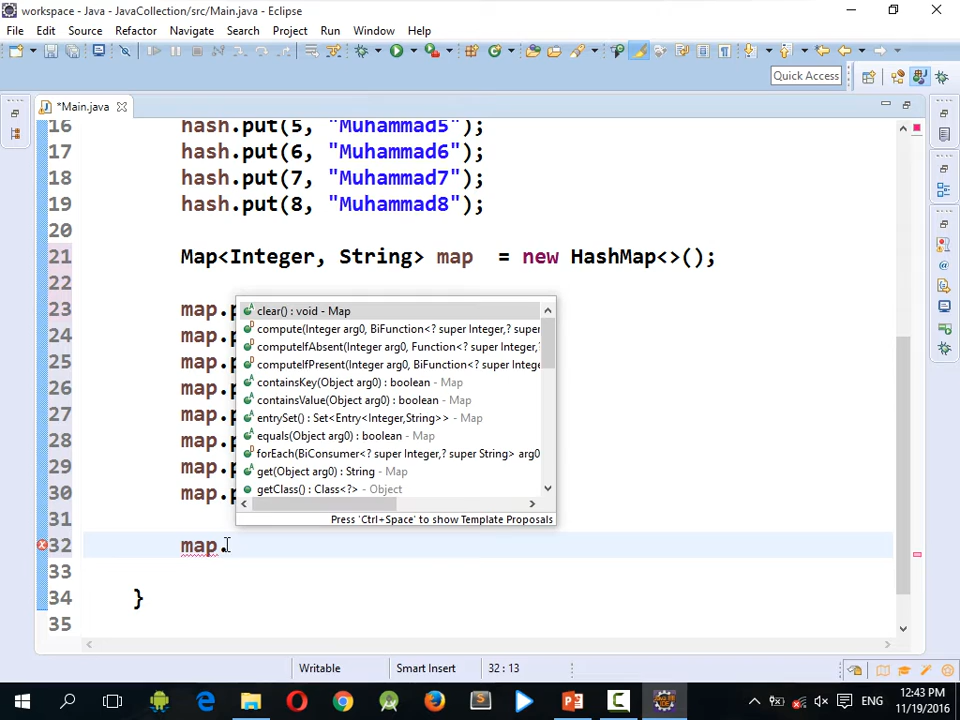 workspace - Java - JavaCollection/src/Main.java - Eclipse
File Edit Source Refactor Navigate Search Project Run Window Help
Quick Access
*Main.java
16 hash.put(5, "Muhammad5");
17 hash.put(6, "Muhammad6");
18 hash.put(7, "Muhammad7");
19 hash.put(8, "Muhammad8");
20
21 Map<Integer, String> map = new HashMap<>();
22
23 map.p
24 map.p
25 map.p
26 map.p
27 map.p
28 map.p
29 map.p
30 map.p
31
32 map.
33
34 }
35
clear() : void - Map
compute(Integer arg0, BiFunction<? super Integer,? supe
computeIfAbsent(Integer arg0, Function<? super Integer,
computeIfPresent(Integer arg0, BiFunction<? super Intege
containsKey(Object arg0) : boolean - Map
containsValue(Object arg0) : boolean - Map
entrySet() : Set<Entry<Integer,String>> - Map
equals(Object arg0) : boolean - Map
forEach(BiConsumer<? super Integer,? super String> arg0
get(Object arg0) : String - Map
getClass() : Class<?> - Object
Press 'Ctrl+Space' to show Template Proposals
Writable Smart Insert 32 : 13
ENG
12:43 PM
11/19/2016